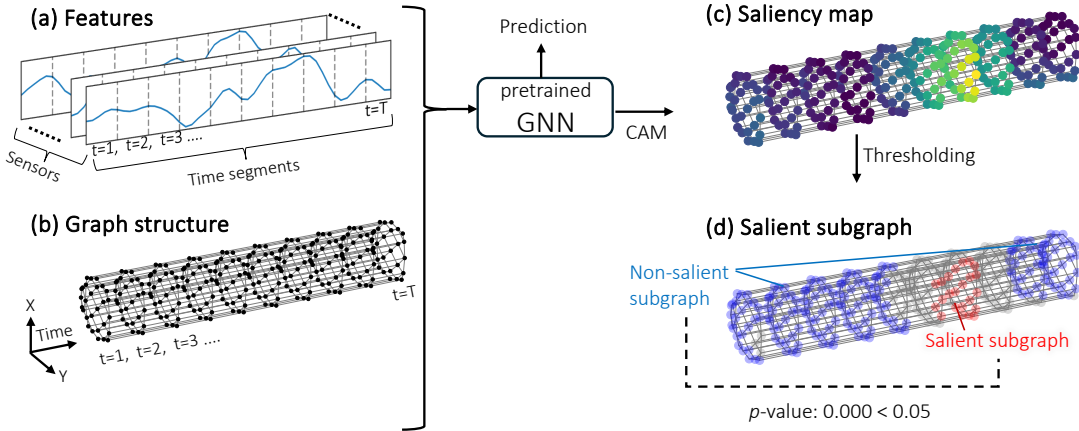 (a) Features
t=1, t=2, t=3 ....
t=T
Sensors
Time segments
(b) Graph structure
X
Time
Y
t=1, t=2, t=3 ....
t=T
Prediction
pretrained
GNN
CAM
(c) Saliency map
Thresholding
(d) Salient subgraph
Non-salient
subgraph
Salient subgraph
p-value: 0.000 < 0.05